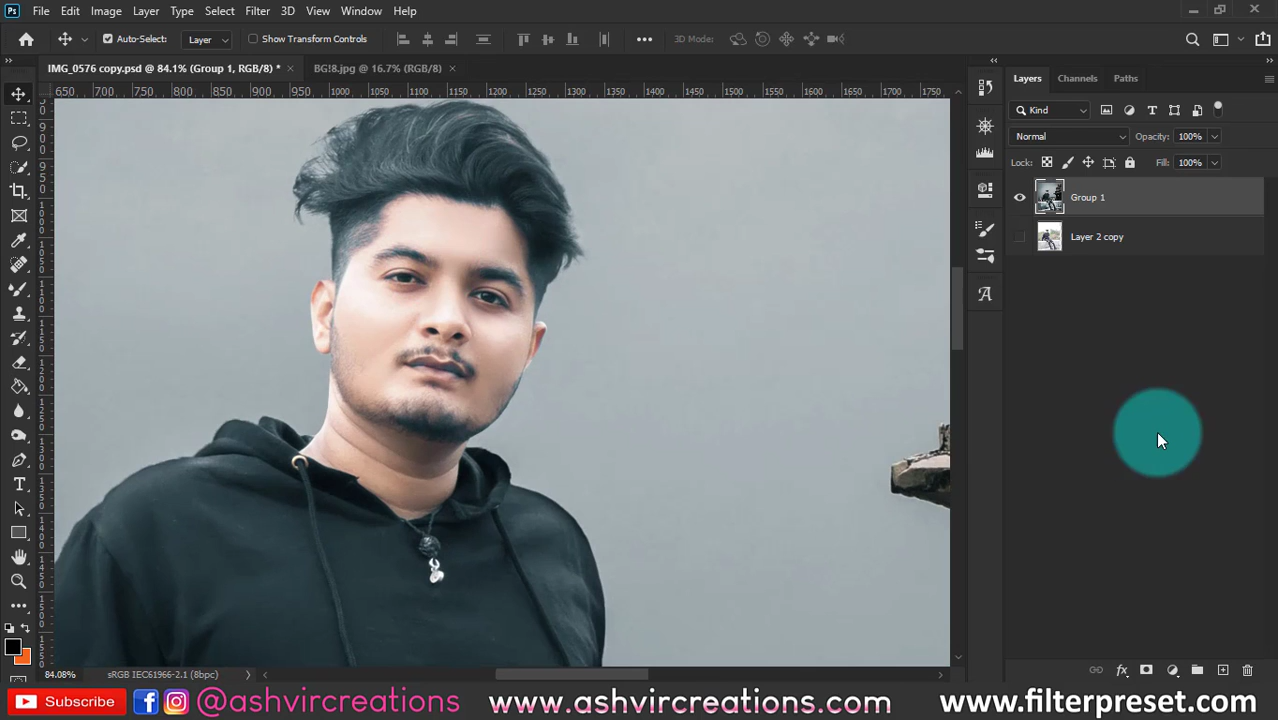 Ps File Edit Image Layer Type Select Filter 3D View Window Help
Auto-Select: Layer Show Transform Controls 3D Mode:
IMG_0576 copy.psd @ 84.1% (Group 1, RGB/8) * BG!8.jpg @ 16.7% (RGB/8)
650 700 750 800 850 900 950 1000 1050 1100 1150 1200 1250 1300 1350 1400 1450 1500 1550 1600 1650 1700 1750
Layers Channels Paths
Kind
Normal Opacity: 100%
Lock: Fill: 100%
Group 1
Layer 2 copy
84.08% sRGB IEC61966-2.1 (8bpc)
Subscribe @ashvircreations www.ashvircreations.com www.filterpreset.com